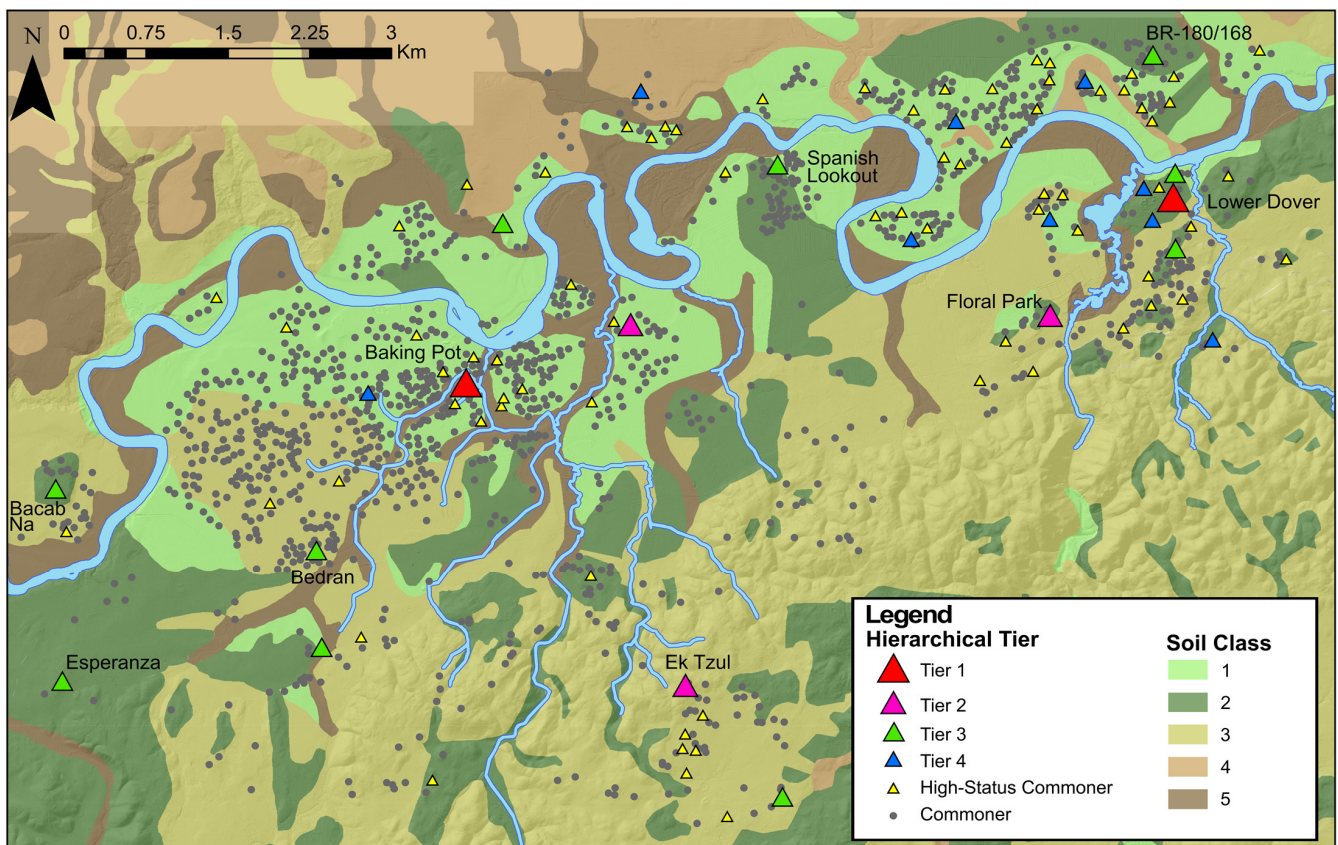 N
0 0.75 1.5 2.25 3
Km
BR-180/168
Spanish
Lookout
Lower Dover
Floral Park
Baking Pot
Bacab
Na
Bedran
Esperanza
Ek Tzul
Legend
Hierarchical Tier
Tier 1
Tier 2
Tier 3
Tier 4
High-Status Commoner
Commoner
Soil Class
1
2
3
4
5